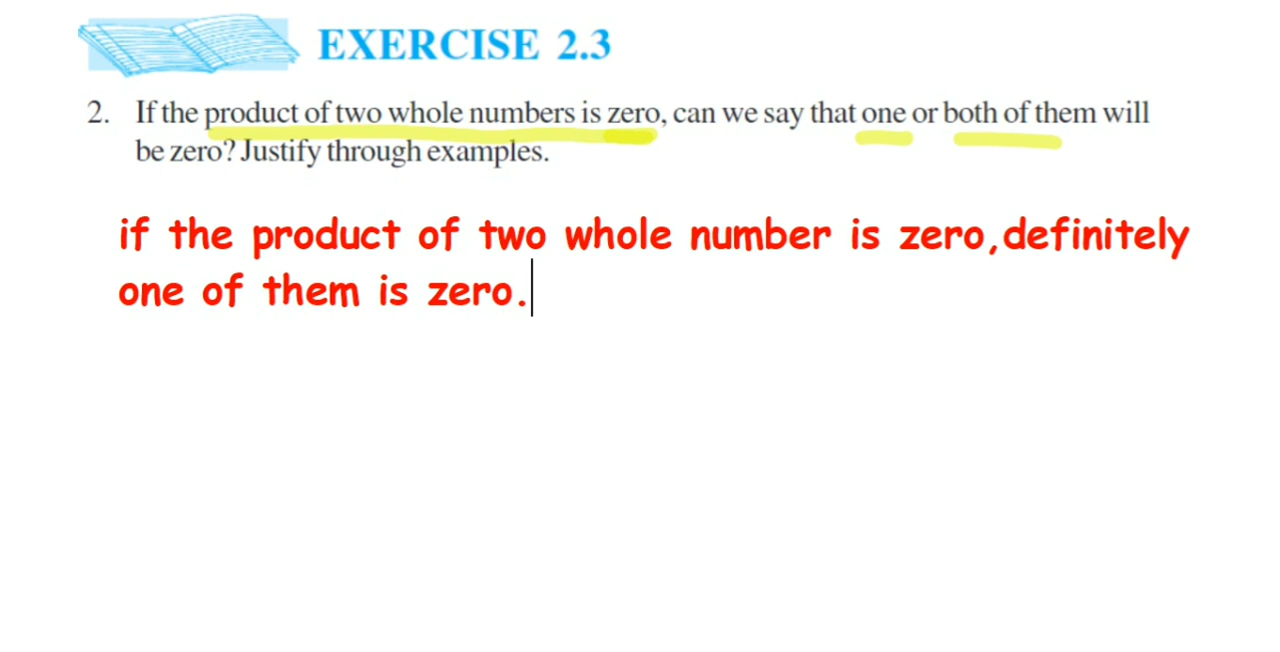 EXERCISE 2.3
2. If the product of two whole numbers is zero, can we say that one or both of them will
be zero? Justify through examples.
if the product of two whole number is zero,definitely
one of them is zero.